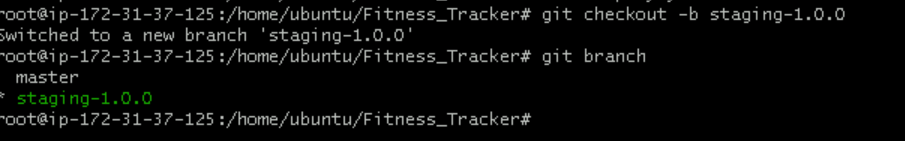 root@ip-172-31-37-125:/home/ubuntu/Fitness_Tracker# git checkout -b staging-1.0.0
Switched to a new branch 'staging-1.0.0'
root@ip-172-31-37-125:/home/ubuntu/Fitness_Tracker# git branch
  master
* staging-1.0.0
root@ip-172-31-37-125:/home/ubuntu/Fitness_Tracker#